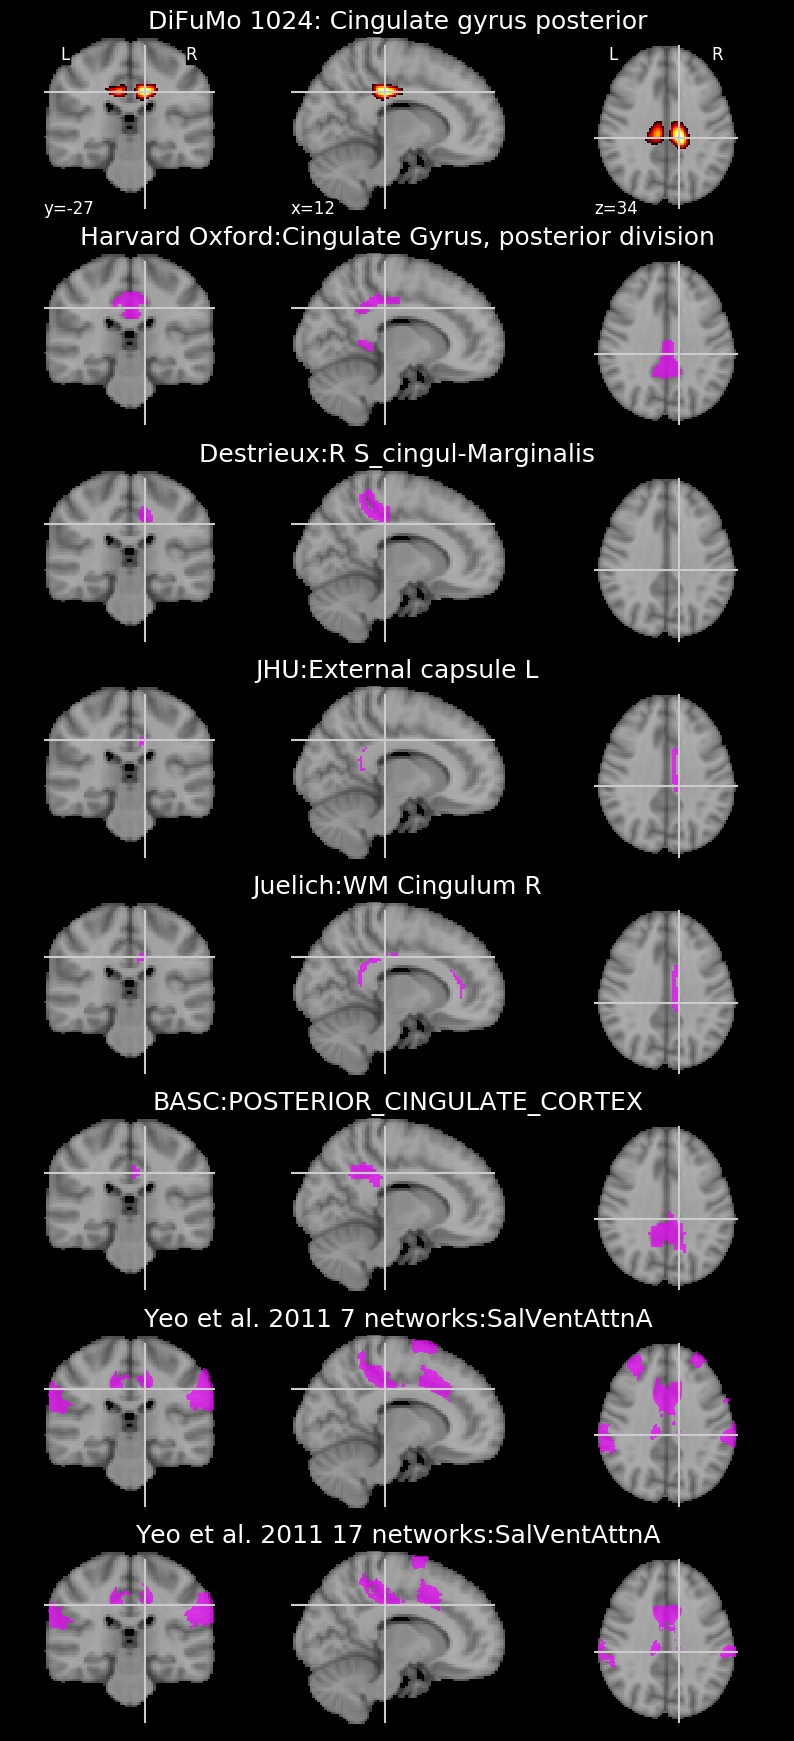 DiFuMo 1024: Cingulate gyrus posterior
L R L R
y=-27 x=12 z=34
Harvard Oxford:Cingulate Gyrus, posterior division
Destrieux:R S_cingul-Marginalis
JHU:External capsule L
Juelich:WM Cingulum R
BASC:POSTERIOR_CINGULATE_CORTEX
Yeo et al. 2011 7 networks:SalVentAttnA
Yeo et al. 2011 17 networks:SalVentAttnA